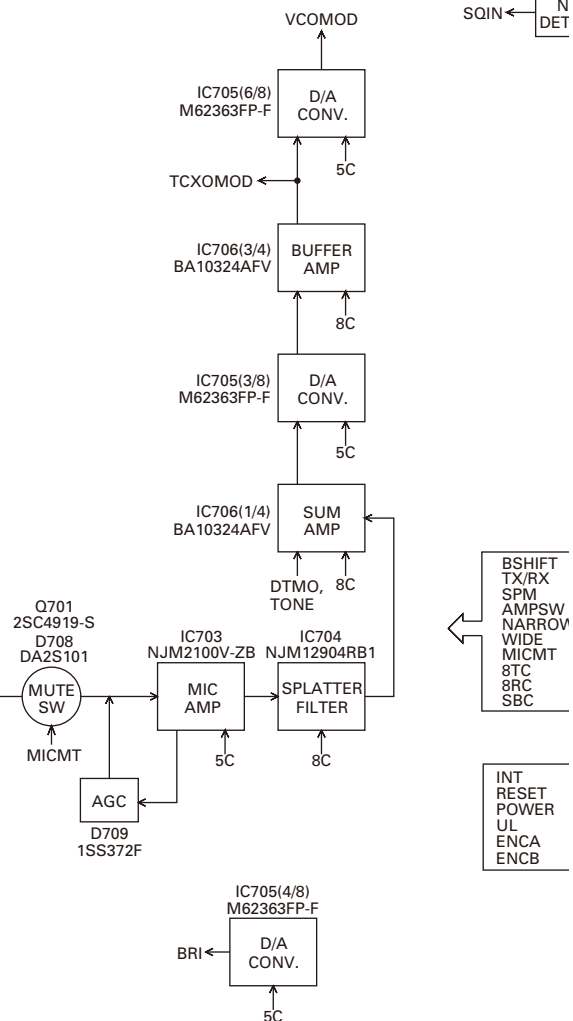 VCOMOD
SQIN
N
DET
IC705(6/8)
M62363FP-F
D/A
CONV.
5C
TCXOMOD
IC706(3/4)
BA10324AFV
BUFFER
AMP
8C
IC705(3/8)
M62363FP-F
D/A
CONV.
5C
IC706(1/4)
BA10324AFV
SUM
AMP
DTMO,
TONE
8C
BSHIFT
TX/RX
SPM
AMPSW
NARROW
WIDE
MICMT
8TC
8RC
SBC
Q701
2SC4919-S
D708
DA2S101
MUTE
SW
MICMT
IC703
NJM2100V-ZB
MIC
AMP
5C
IC704
NJM12904RB1
SPLATTER
FILTER
8C
AGC
D709
1SS372F
INT
RESET
POWER
UL
ENCA
ENCB
IC705(4/8)
M62363FP-F
D/A
CONV.
BRI
5C